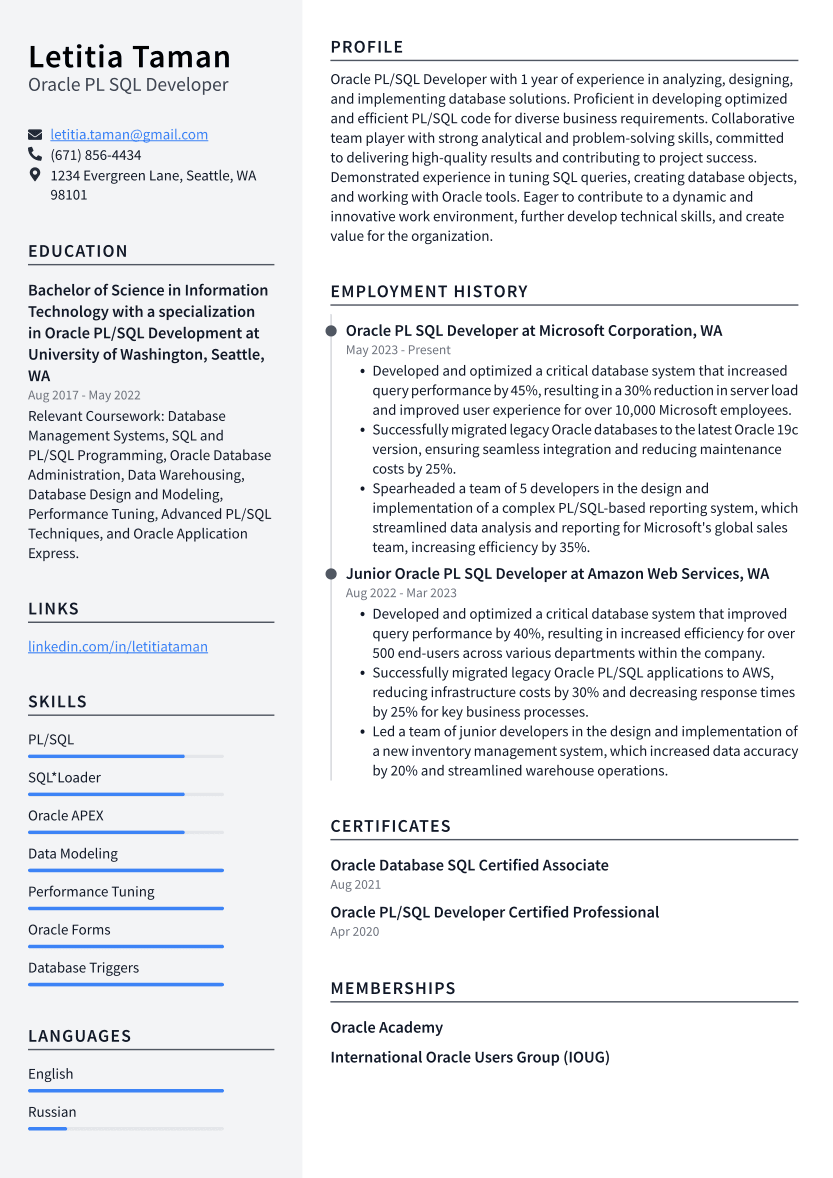 Letitia Taman
Oracle PL SQL Developer
letitia.taman@gmail.com
(671) 856-4434
1234 Evergreen Lane, Seattle, WA
98101
EDUCATION
Bachelor of Science in Information
Technology with a specialization
in Oracle PL/SQL Development at
University of Washington, Seattle,
WA
Aug 2017 - May 2022
Relevant Coursework: Database
Management Systems, SQL and
PL/SQL Programming, Oracle Database
Administration, Data Warehousing,
Database Design and Modeling,
Performance Tuning, Advanced PL/SQL
Techniques, and Oracle Application
Express.
LINKS
linkedin.com/in/letitiataman
SKILLS
PL/SQL
SQL*Loader
Oracle APEX
Data Modeling
Performance Tuning
Oracle Forms
Database Triggers
LANGUAGES
English
Russian
PROFILE
Oracle PL/SQL Developer with 1 year of experience in analyzing, designing,
and implementing database solutions. Proficient in developing optimized
and efficient PL/SQL code for diverse business requirements. Collaborative
team player with strong analytical and problem-solving skills, committed
to delivering high-quality results and contributing to project success.
Demonstrated experience in tuning SQL queries, creating database objects,
and working with Oracle tools. Eager to contribute to a dynamic and
innovative work environment, further develop technical skills, and create
value for the organization.
EMPLOYMENT HISTORY
Oracle PL SQL Developer at Microsoft Corporation, WA
May 2023 - Present
• Developed and optimized a critical database system that increased
query performance by 45%, resulting in a 30% reduction in server load
and improved user experience for over 10,000 Microsoft employees.
• Successfully migrated legacy Oracle databases to the latest Oracle 19c
version, ensuring seamless integration and reducing maintenance
costs by 25%.
• Spearheaded a team of 5 developers in the design and
implementation of a complex PL/SQL-based reporting system, which
streamlined data analysis and reporting for Microsoft's global sales
team, increasing efficiency by 35%.
Junior Oracle PL SQL Developer at Amazon Web Services, WA
Aug 2022 - Mar 2023
• Developed and optimized a critical database system that improved
query performance by 40%, resulting in increased efficiency for over
500 end-users across various departments within the company.
• Successfully migrated legacy Oracle PL/SQL applications to AWS,
reducing infrastructure costs by 30% and decreasing response times
by 25% for key business processes.
• Led a team of junior developers in the design and implementation of
a new inventory management system, which increased data accuracy
by 20% and streamlined warehouse operations.
CERTIFICATES
Oracle Database SQL Certified Associate
Aug 2021
Oracle PL/SQL Developer Certified Professional
Apr 2020
MEMBERSHIPS
Oracle Academy
International Oracle Users Group (IOUG)